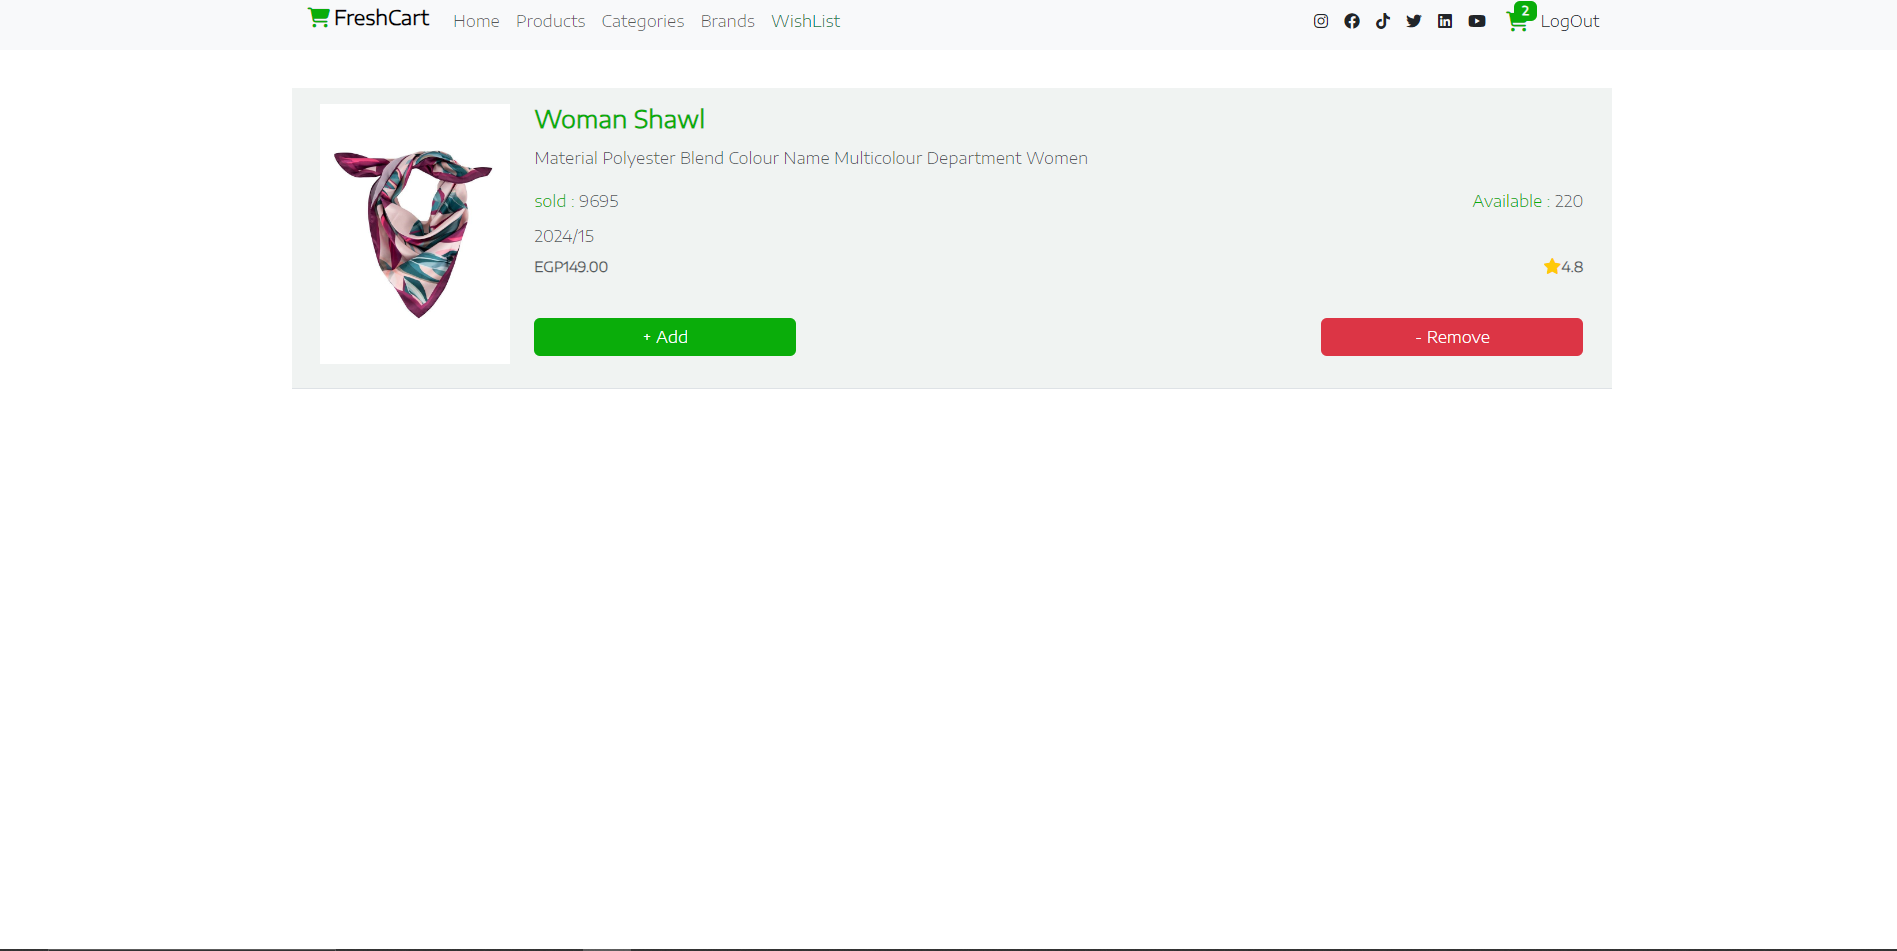 FreshCart Home Products Categories Brands WishList 2 LogOut
Woman Shawl
Material Polyester Blend Colour Name Multicolour Department Women
sold : 9695 Available : 220
2024/15
EGP149.00 4.8
+ Add - Remove